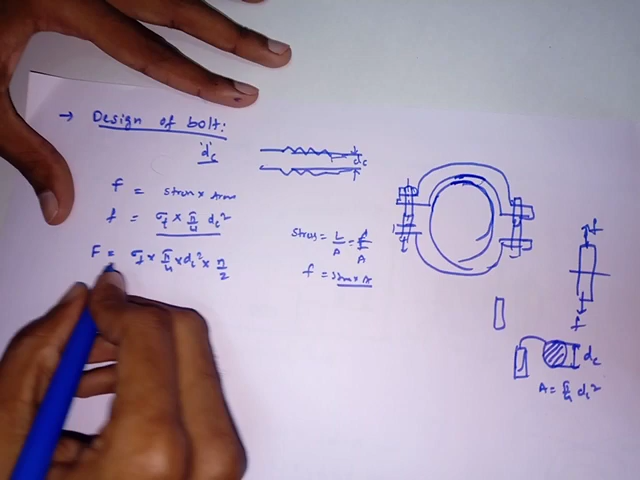 → Design of bolt:
'dc'
dc
f = stress × Area
f = σt × π/4 dc²
F = σt × π/4 × dc² × n/2
Stress = L/A = f/A
f = stress × A
f
f
dc
A = π/4 dc²